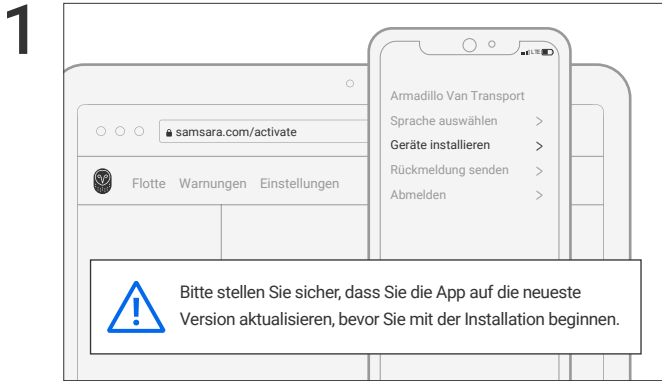 1
LTE
Armadillo Van Transport
Sprache auswählen >
samsara.com/activate
Geräte installieren >
Rückmeldung senden >
Flotte Warnungen Einstellungen
Abmelden >
Bitte stellen Sie sicher, dass Sie die App auf die neueste
Version aktualisieren, bevor Sie mit der Installation beginnen.